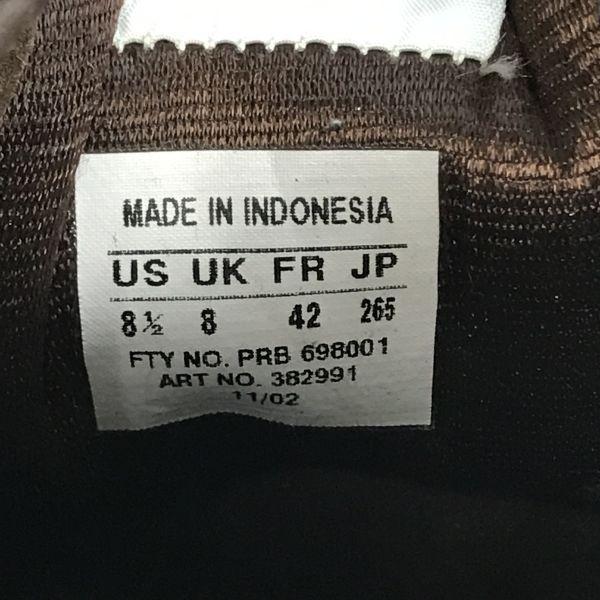 MADE IN INDONESIA
US UK FR JP
8½ 8 42 265
FTY NO. PRB 698001
ART NO. 382991
11/02